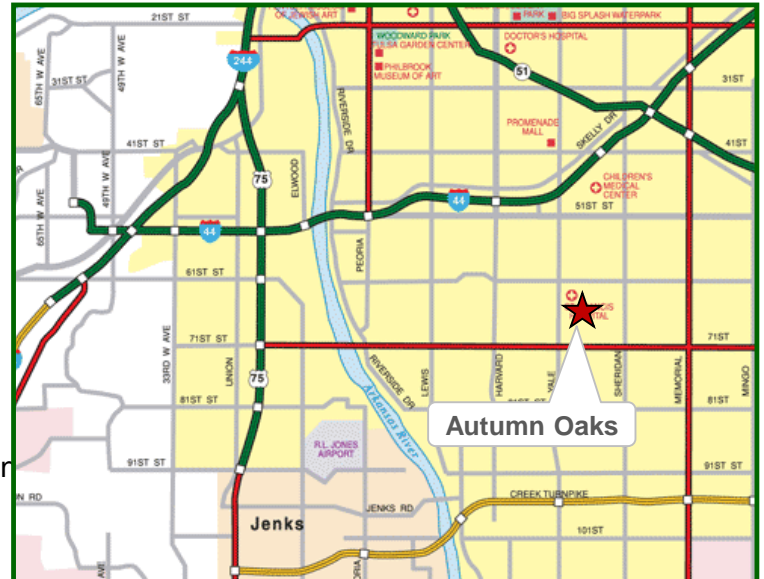 OF JEWISH ART
PARK
BIG SPLASH WATERPARK
21ST ST
WOODWARD PARK
TULSA GARDEN CENTER
DOCTOR'S HOSPITAL
PHILBROOK
MUSEUM OF ART
244
51
65TH W AVE
49TH W AVE
31ST ST
31ST
RIVERSIDE DR
PROMENADE
MALL
SKELLY DR
41ST ST
41ST
49TH W AVE
ELWOOD
75
CHILDREN'S
MEDICAL
CENTER
65TH W AVE
44
44
51ST ST
PEORIA
61ST ST
33RD W AVE
71ST ST
71ST
UNION
75
RIVERSIDE DR
LEWIS
HARVARD
YALE
SHERIDAN
MEMORIAL
MINGO
81ST ST
81ST
Arkansas River
Autumn Oaks
R.L. JONES
AIRPORT
91ST ST
91ST ST
RD
CREEK TURNPIKE
JENKS RD
Jenks
101ST
AVE